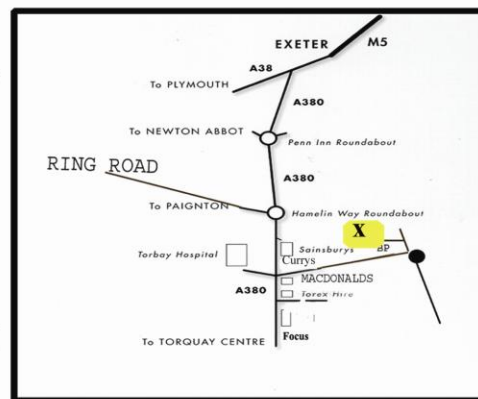 EXETER
M5
A38
To PLYMOUTH
A380
To NEWTON ABBOT
Penn Inn Roundabout
RING ROAD
A380
To PAIGNTON
Hamelin Way Roundabout
X
Torbay Hospital
Sainsburys
BP
Currys
MACDONALDS
A380
Torex Hire
To TORQUAY CENTRE
Focus